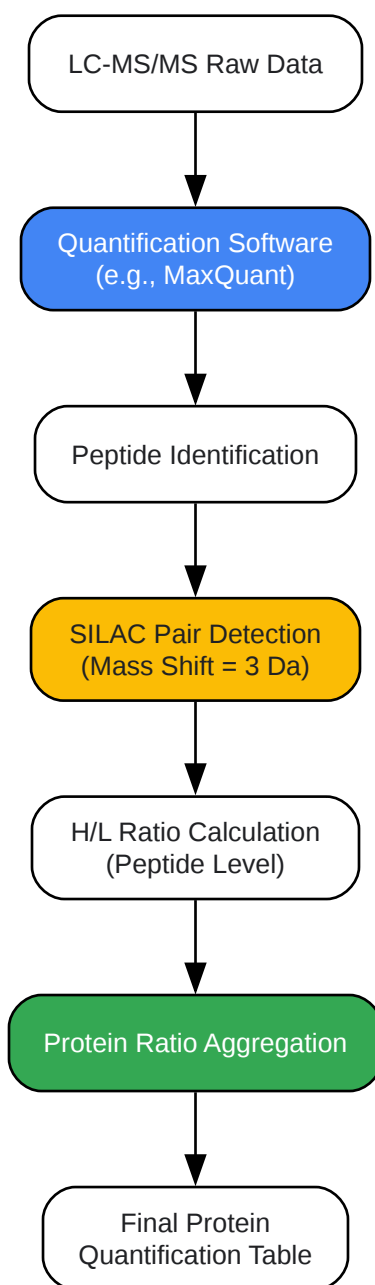 LC-MS/MS Raw Data
Quantification Software
(e.g., MaxQuant)
Peptide Identification
SILAC Pair Detection
(Mass Shift = 3 Da)
H/L Ratio Calculation
(Peptide Level)
Protein Ratio Aggregation
Final Protein
Quantification Table